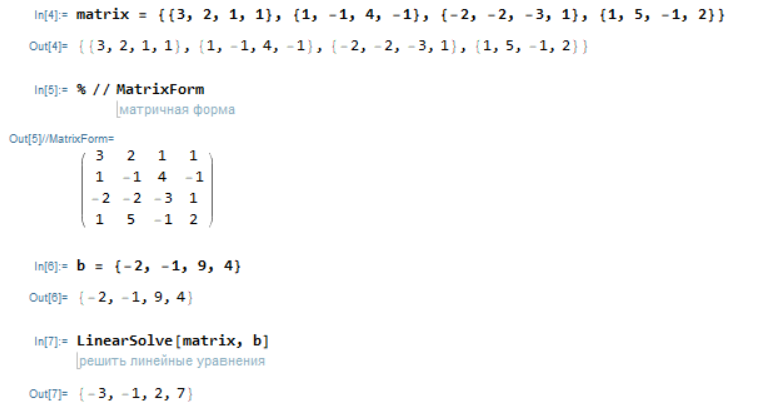 In[4]:= matrix = {{3, 2, 1, 1}, {1, -1, 4, -1}, {-2, -2, -3, 1}, {1, 5, -1, 2}}
Out[4]= {{3, 2, 1, 1}, {1, -1, 4, -1}, {-2, -2, -3, 1}, {1, 5, -1, 2}}
In[5]:= % // MatrixForm
матричная форма
Out[5]//MatrixForm=
3 2 1 1
1 -1 4 -1
-2 -2 -3 1
1 5 -1 2
In[6]:= b = {-2, -1, 9, 4}
Out[6]= {-2, -1, 9, 4}
In[7]:= LinearSolve[matrix, b]
решить линейные уравнения
Out[7]= {-3, -1, 2, 7}